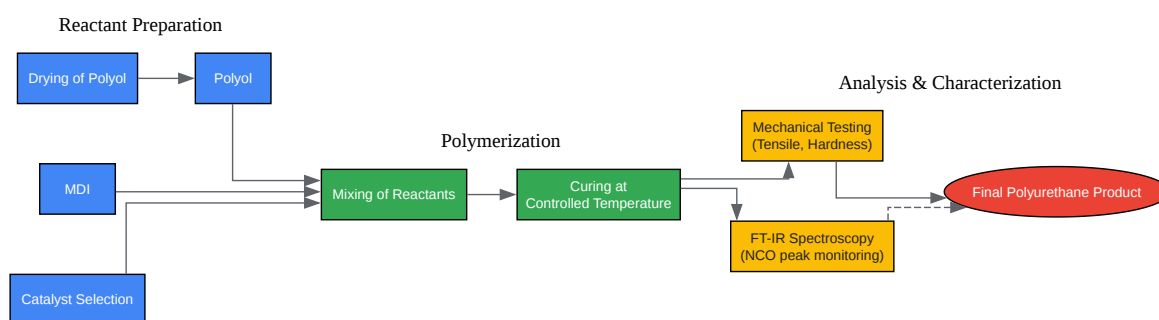 Reactant Preparation
Drying of Polyol
Polyol
MDI
Catalyst Selection
Polymerization
Mixing of Reactants
Curing at
Controlled Temperature
Analysis & Characterization
Mechanical Testing
(Tensile, Hardness)
FT-IR Spectroscopy
(NCO peak monitoring)
Final Polyurethane Product